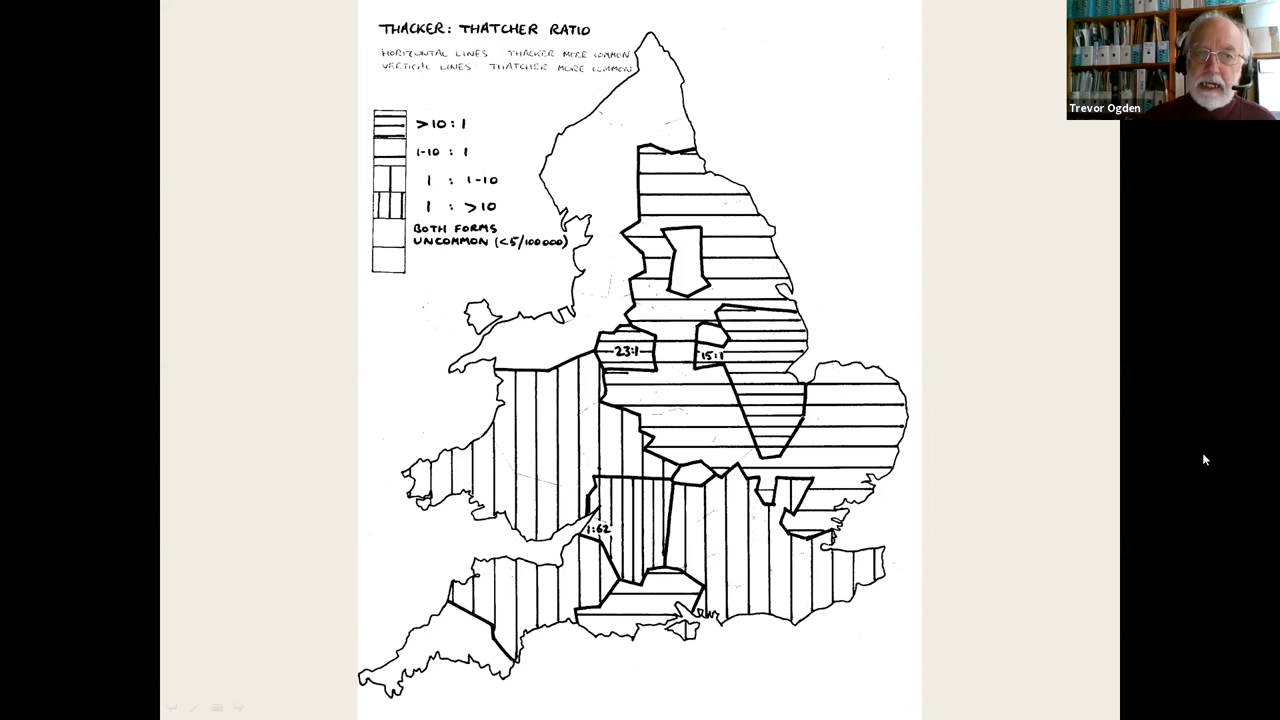 THACKER: THATCHER RATIO
HORIZONTAL LINES THACKER MORE COMMON
VERTICAL LINES : THATCHER MORE COMMON
>10 : 1
1-10 : 1
1 : 1-10
1 : >10
BOTH FORMS
UNCOMMON (<5/100000)
23:1
15:1
1:62
Trevor Ogden